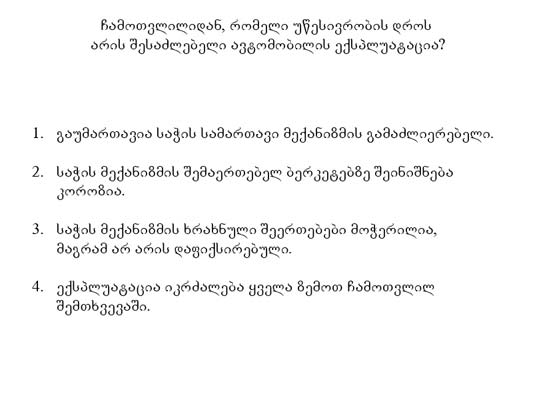 ჩამოთვლილიდან, რომელი უწესივრობის დროს
არის შესაძლებელი ავტომობილის ექსპლუატაცია?
1. გაუმართავია საჭის სამართავი მექანიზმის გამაძლიერებელი.
2. საჭის მექანიზმის შემაერთებელ ბერკეტებზე შეინიშნება
კოროზია.
3. საჭის მექანიზმის ხრახნული შეერთებები მოჭერილია,
მაგრამ არ არის დაფიქსირებული.
4. ექსპლუატაცია იკრძალება ყველა ზემოთ ჩამოთვლილ
შემთხვევაში.